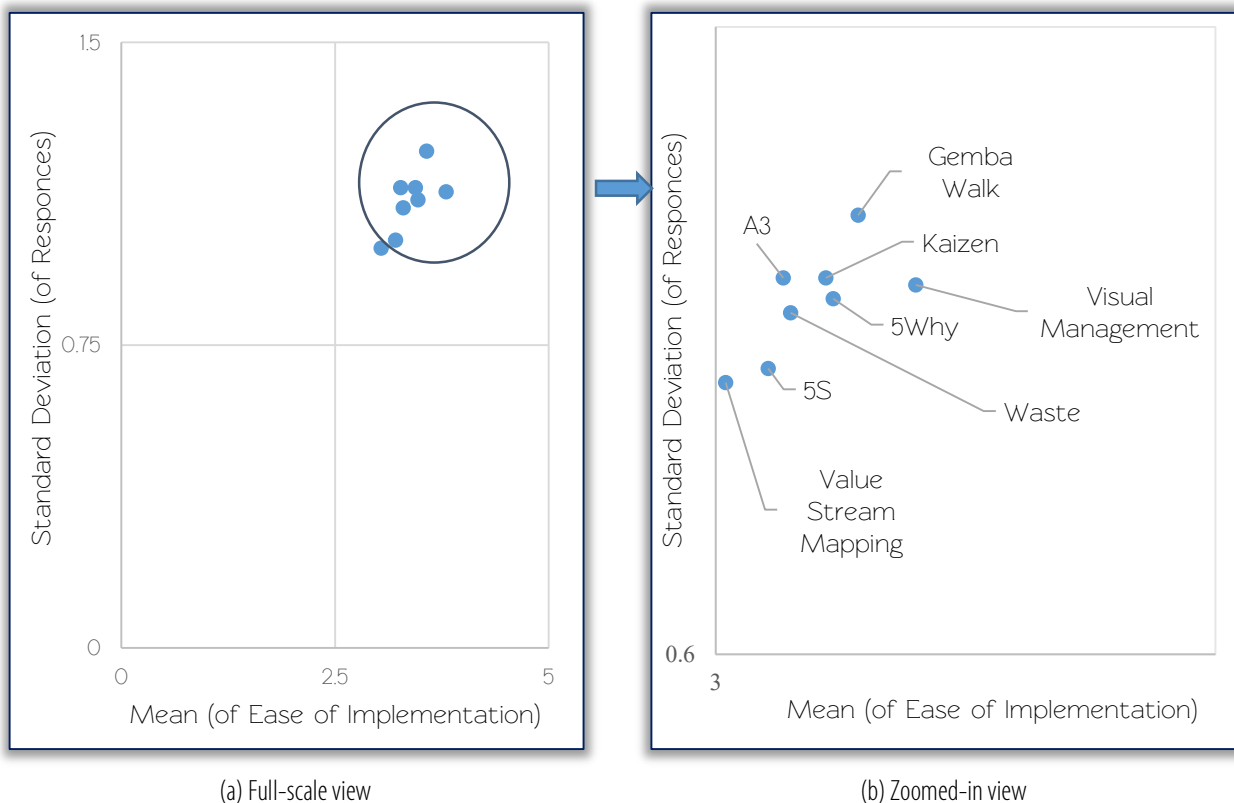 1.5
0.75
0
0
2.5
5
Standard Deviation (of Responces)
Mean (of Ease of Implementation)
(a) Full-scale view
Gemba
Walk
A3
Kaizen
Visual
Management
5Why
5S
Waste
Value
Stream
Mapping
0.6
3
Standard Deviation (of Responces)
Mean (of Ease of Implementation)
(b) Zoomed-in view